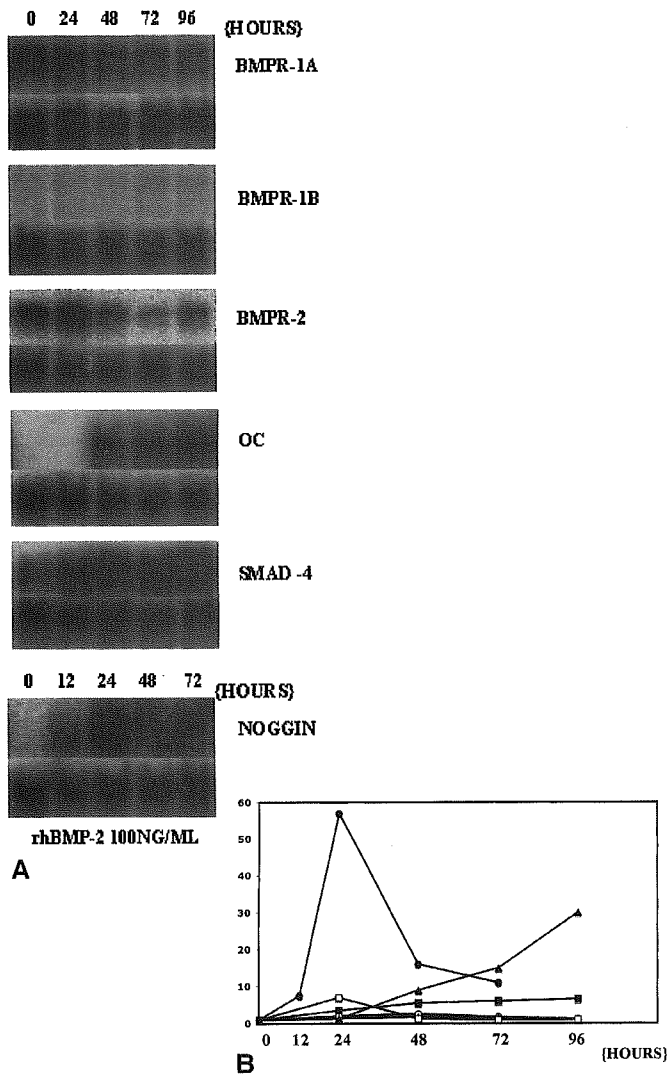 0 24 48 72 96 {HOURS}
BMPR-1A
BMPR-1B
BMPR-2
OC
SMAD -4
0 12 24 48 72 {HOURS}
NOGGIN
rhBMP-2 100NG/ML
A
60
50
40
30
20
10
0
0 12 24 48 72 96 {HOURS}
B